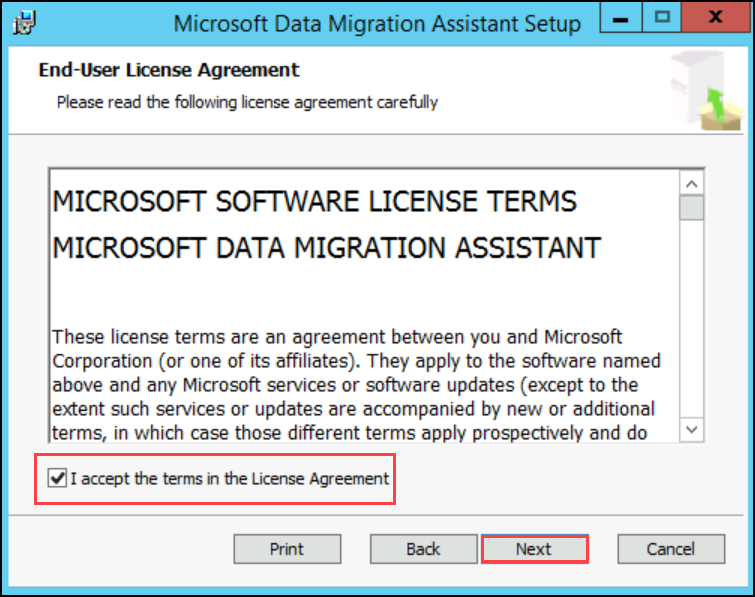 Microsoft Data Migration Assistant Setup
End-User License Agreement
Please read the following license agreement carefully
MICROSOFT SOFTWARE LICENSE TERMS
MICROSOFT DATA MIGRATION ASSISTANT
These license terms are an agreement between you and Microsoft
Corporation (or one of its affiliates). They apply to the software named
above and any Microsoft services or software updates (except to the
extent such services or updates are accompanied by new or additional
terms, in which case those different terms apply prospectively and do
I accept the terms in the License Agreement
Print
Back
Next
Cancel